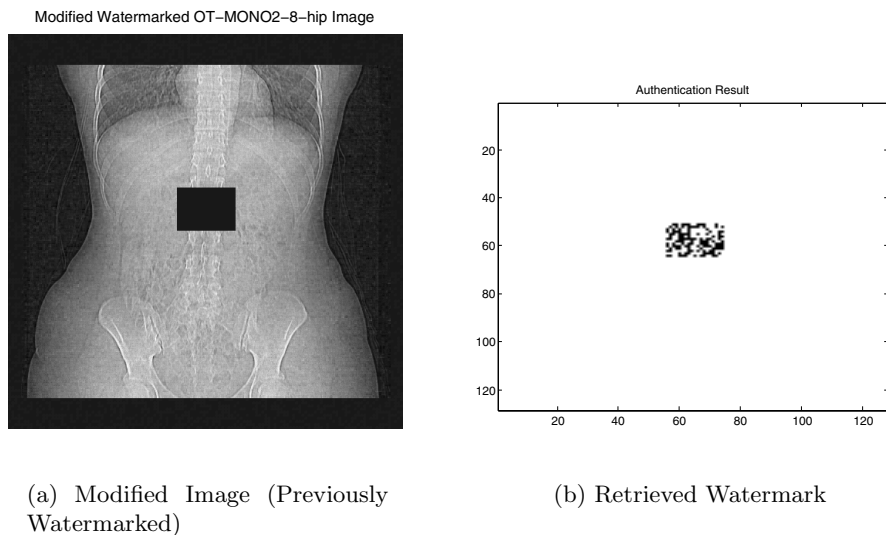 Modified Watermarked OT−MONO2−8−hip Image
Authentication Result
20
40
60
80
100
120
20
40
60
80
100
120
(a) Modified Image (Previously
Watermarked)
(b) Retrieved Watermark